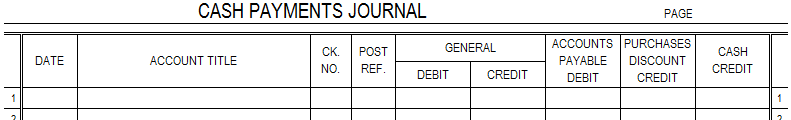 CASH PAYMENTS JOURNAL PAGE
DATE ACCOUNT TITLE CK. NO. POST REF. GENERAL ACCOUNTS PAYABLE DEBIT PURCHASES DISCOUNT CREDIT CASH CREDIT
DEBIT CREDIT
1 1
2 2